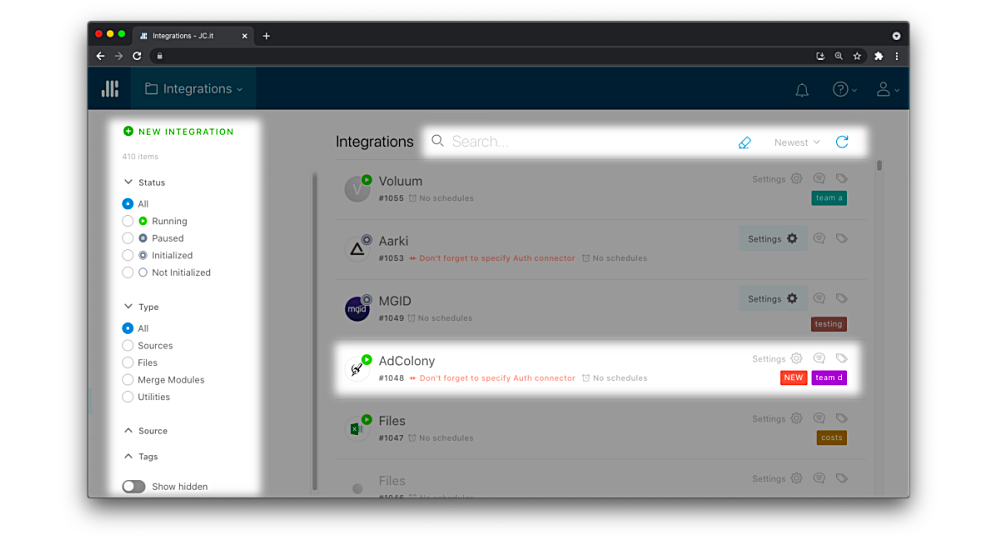 Integrations - JC.it
Integrations
NEW INTEGRATION
410 items
Status
All
Running
Paused
Initialized
Not Initialized
Type
All
Sources
Files
Merge Modules
Utilities
Source
Tags
Show hidden
Integrations
Search...
Newest
Voluum
Settings
#1055 No schedules
team a
Aarki
Settings
#1053 Don't forget to specify Auth connector No schedules
mgid
MGID
Settings
#1049 No schedules
testing
AdColony
Settings
#1048 Don't forget to specify Auth connector No schedules
NEW team d
Files
Settings
#1047 No schedules
costs
Files
Settings
No schedules